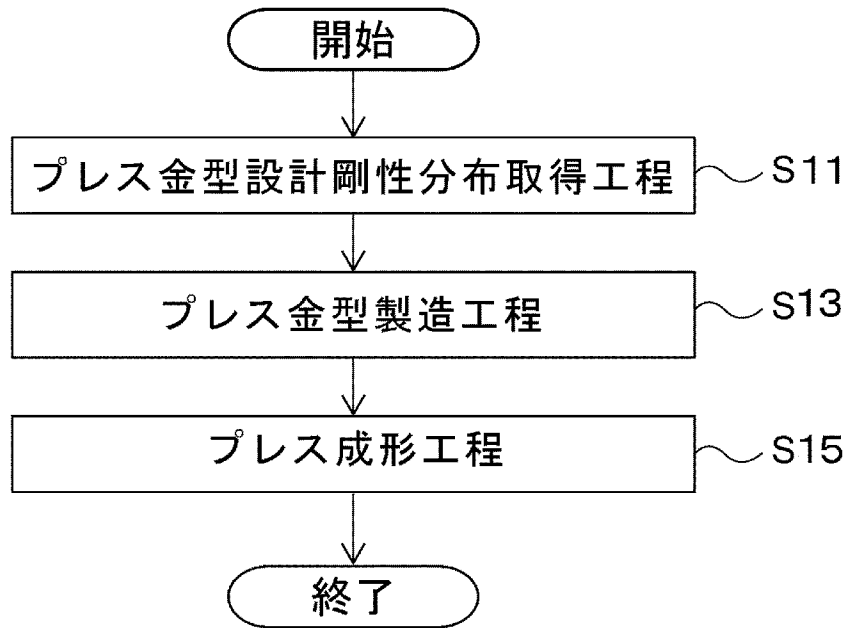 開始
プレス金型設計剛性分布取得工程
S11
プレス金型製造工程
S13
プレス成形工程
S15
終了